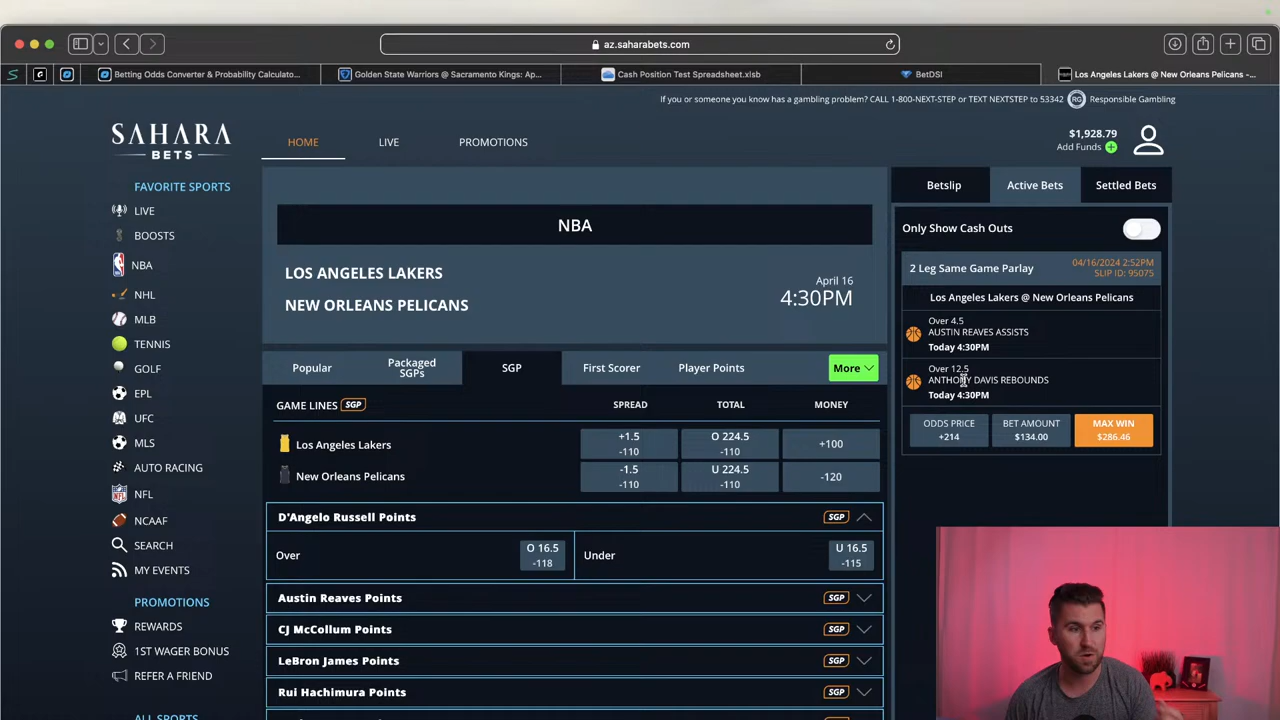 az.saharabets.com
Betting Odds Converter & Probability Calculato...
Golden State Warriors @ Sacramento Kings: Ap...
Cash Position Test Spreadsheet.xlsb
BetDSI
Los Angeles Lakers @ New Orleans Pelicans -...
If you or someone you know has a gambling problem? CALL 1-800-NEXT-STEP or TEXT NEXTSTEP to 53342
RG
Responsible Gambling
SAHARA
BETS
HOME
LIVE
PROMOTIONS
$1,928.79
Add Funds
FAVORITE SPORTS
LIVE
BOOSTS
NBA
NHL
MLB
TENNIS
GOLF
EPL
UFC
MLS
AUTO RACING
NFL
NCAAF
SEARCH
MY EVENTS
PROMOTIONS
REWARDS
1ST WAGER BONUS
REFER A FRIEND
ALL SPORTS
NBA
LOS ANGELES LAKERS
NEW ORLEANS PELICANS
April 16
4:30PM
Popular
Packaged
SGPs
SGP
First Scorer
Player Points
More
GAME LINES SGP
SPREAD
TOTAL
MONEY
Los Angeles Lakers
+1.5
-110
O 224.5
-110
+100
New Orleans Pelicans
-1.5
-110
U 224.5
-110
-120
D'Angelo Russell Points
SGP
Over
O 16.5
-118
Under
U 16.5
-115
Austin Reaves Points
SGP
CJ McCollum Points
SGP
LeBron James Points
SGP
Rui Hachimura Points
SGP
Betslip
Active Bets
Settled Bets
Only Show Cash Outs
2 Leg Same Game Parlay
04/16/2024 2:52PM
SLIP ID: 95075
Los Angeles Lakers @ New Orleans Pelicans
Over 4.5
AUSTIN REAVES ASSISTS
Today 4:30PM
Over 12.5
ANTHONY DAVIS REBOUNDS
Today 4:30PM
ODDS PRICE
+214
BET AMOUNT
$134.00
MAX WIN
$286.46